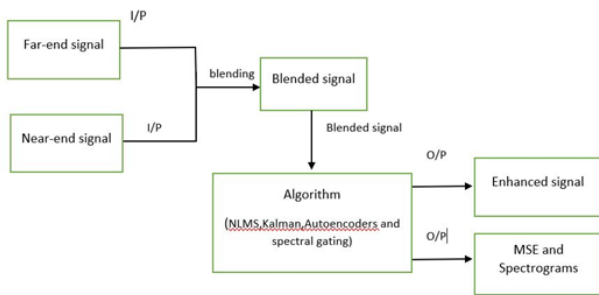 I/P
Far-end signal
blending
Blended signal
I/P
Near-end signal
Blended signal
O/P
Algorithm
(NLMS,Kalman,Autoencoders and
spectral gating)
Enhanced signal
O/P
MSE and
Spectrograms